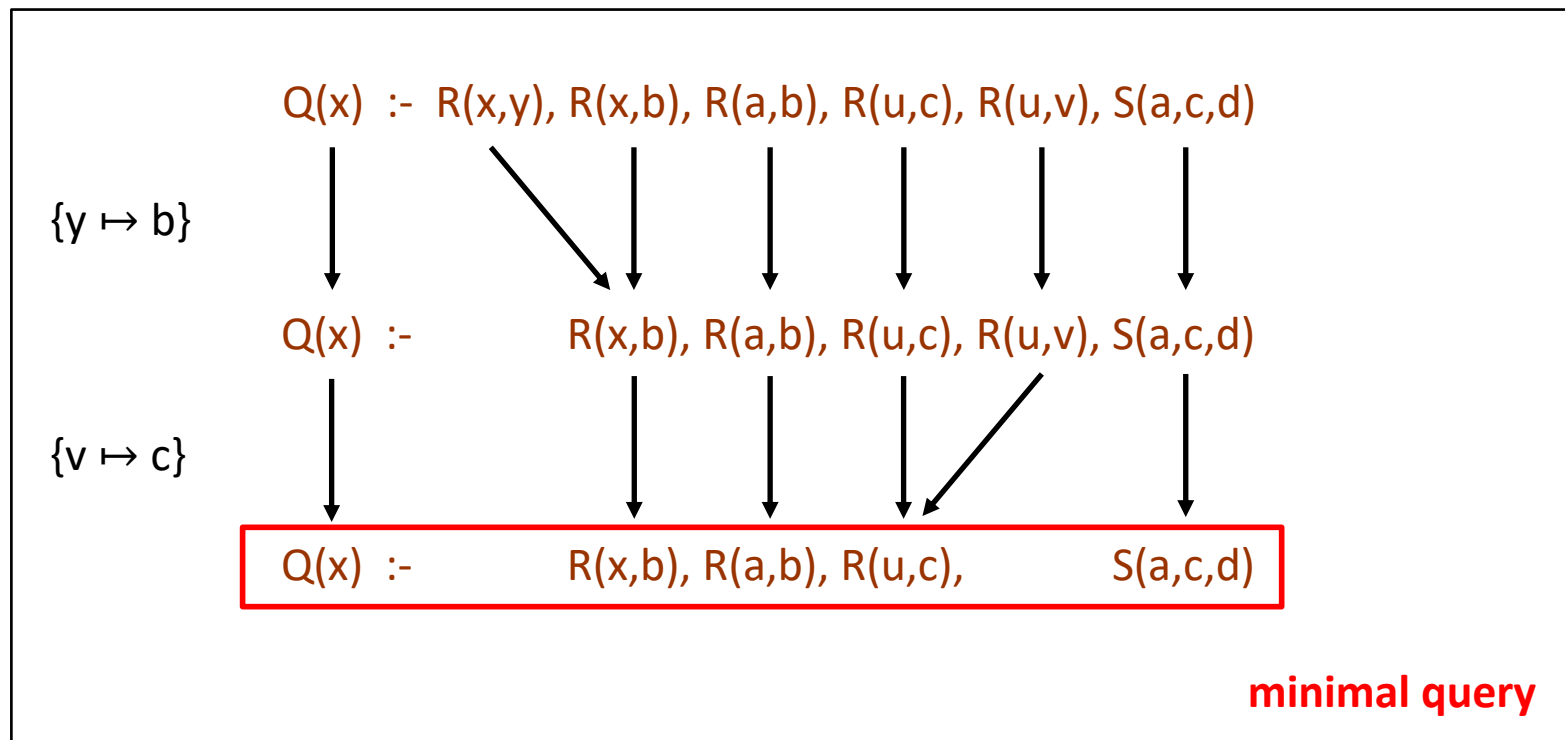 Q(x) :- R(x,y), R(x,b), R(a,b), R(u,c), R(u,v), S(a,c,d)
{y ↦ b}
Q(x) :- R(x,b), R(a,b), R(u,c), R(u,v), S(a,c,d)
{v ↦ c}
Q(x) :- R(x,b), R(a,b), R(u,c), S(a,c,d)
minimal query